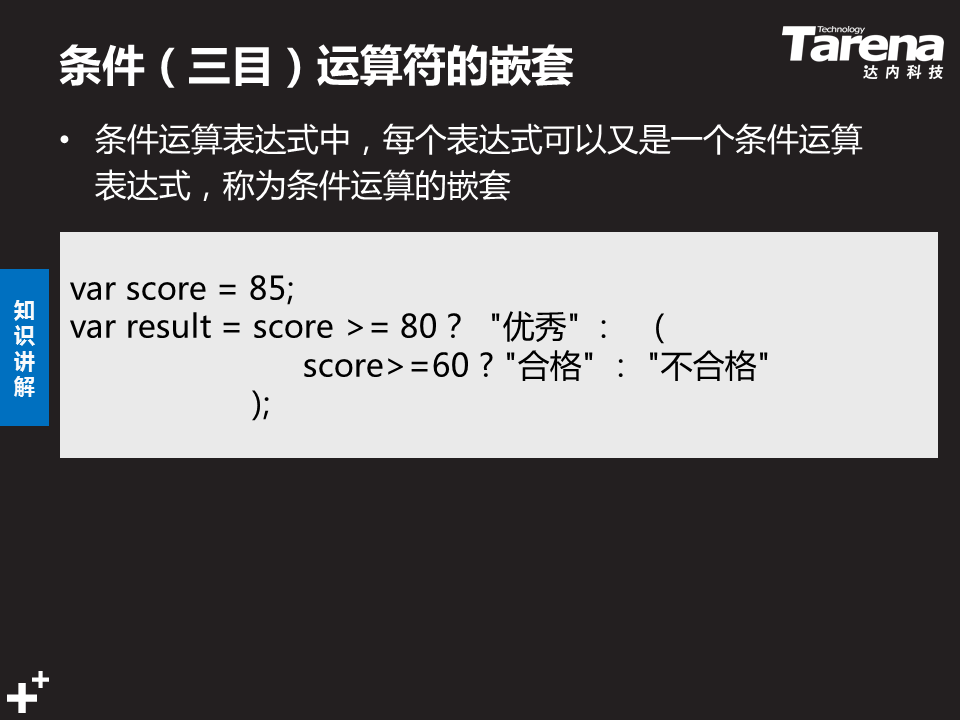 条件（三目）运算符的嵌套
Technology
Tarena
达内科技
• 条件运算表达式中，每个表达式可以又是一个条件运算
表达式，称为条件运算的嵌套
知识讲解
var score = 85;
var result = score >= 80 ? "优秀" : (
score>=60 ? "合格" : "不合格"
);